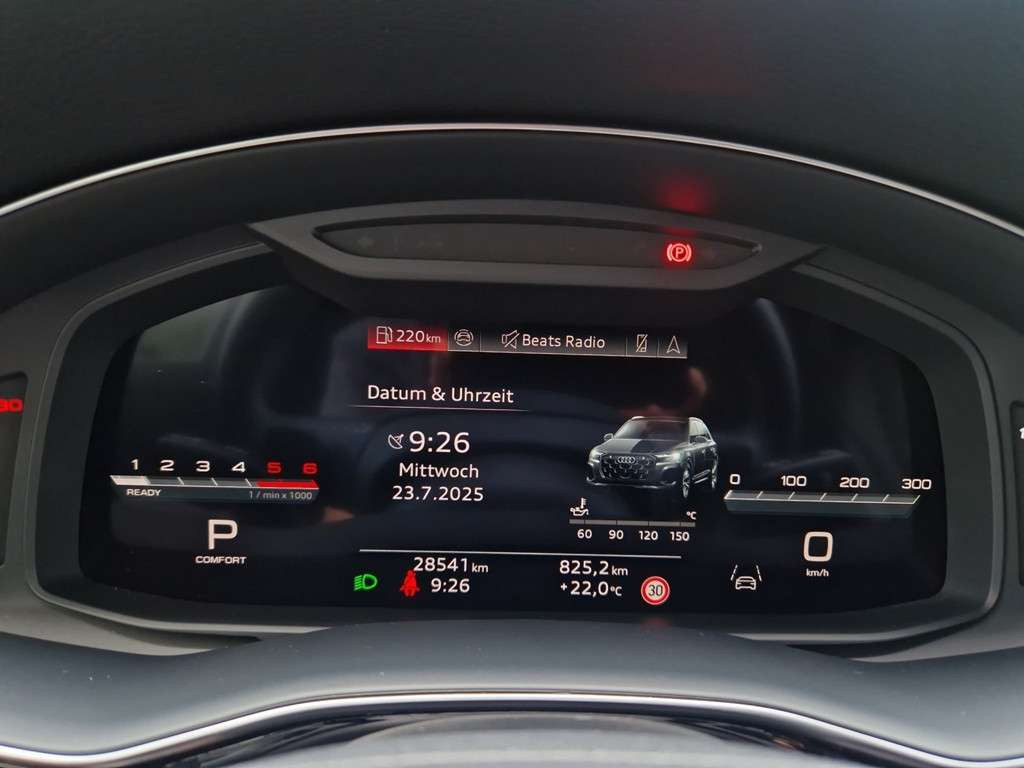 P
220 km Beats Radio
Datum & Uhrzeit
9:26
Mittwoch
23.7.2025
1 2 3 4 5 6
READY 1 / min x 1000
P
COMFORT
°C
60 90 120 150
0 100 200 300
0
km/h
28541 km
9:26
825,2 km
+22,0 °C
30